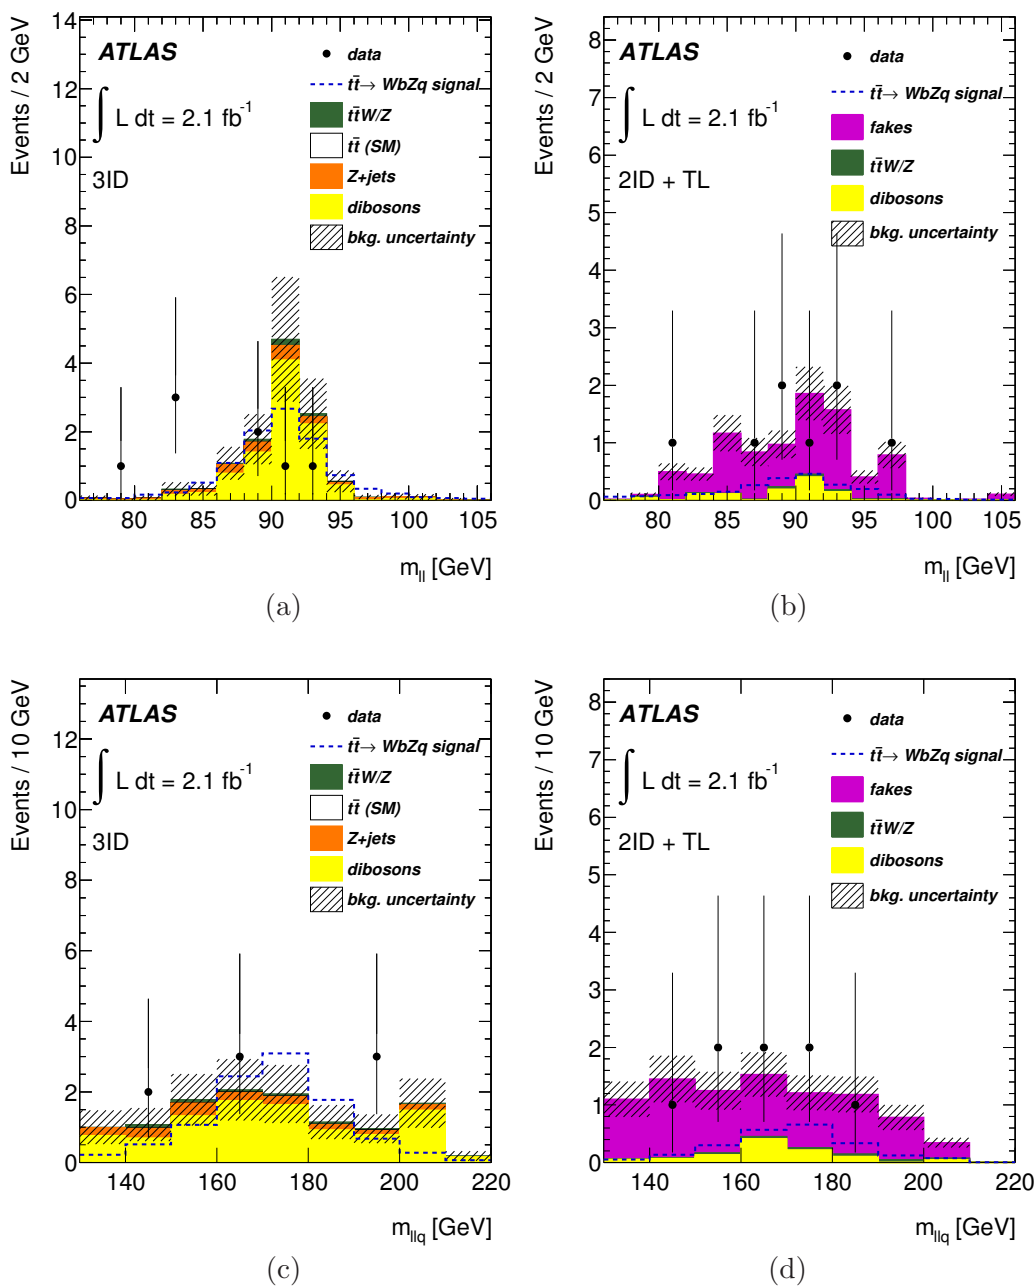 Events / 2 GeV
ATLAS
∫ L dt = 2.1 fb⁻¹
3ID
data
tt̄→ WbZq signal
tt̄W/Z
tt̄ (SM)
Z+jets
dibosons
bkg. uncertainty
14
12
10
8
6
4
2
0
80 85 90 95 100 105
m_ll [GeV]
(a)
Events / 2 GeV
ATLAS
∫ L dt = 2.1 fb⁻¹
2ID + TL
data
tt̄→ WbZq signal
fakes
tt̄W/Z
dibosons
bkg. uncertainty
8
7
6
5
4
3
2
1
0
80 85 90 95 100 105
m_ll [GeV]
(b)
Events / 10 GeV
ATLAS
∫ L dt = 2.1 fb⁻¹
3ID
data
tt̄→ WbZq signal
tt̄W/Z
tt̄ (SM)
Z+jets
dibosons
bkg. uncertainty
12
10
8
6
4
2
0
140 160 180 200 220
m_llq [GeV]
(c)
Events / 10 GeV
ATLAS
∫ L dt = 2.1 fb⁻¹
2ID + TL
data
tt̄→ WbZq signal
fakes
tt̄W/Z
dibosons
bkg. uncertainty
8
7
6
5
4
3
2
1
0
140 160 180 200 220
m_llq [GeV]
(d)